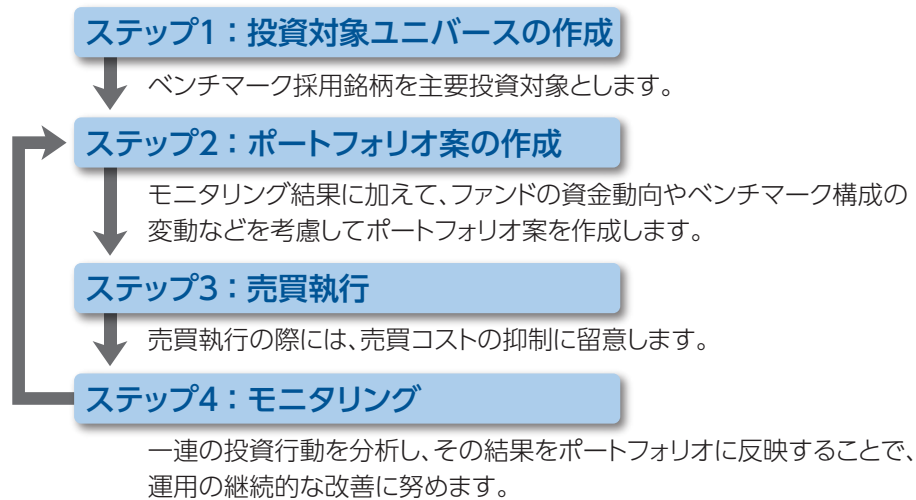 ステップ1：投資対象ユニバースの作成
ベンチマーク採用銘柄を主要投資対象とします。
ステップ2：ポートフォリオ案の作成
モニタリング結果に加えて、ファンドの資金動向やベンチマーク構成の
変動などを考慮してポートフォリオ案を作成します。
ステップ3：売買執行
売買執行の際には、売買コストの抑制に留意します。
ステップ4：モニタリング
一連の投資行動を分析し、その結果をポートフォリオに反映することで、
運用の継続的な改善に努めます。